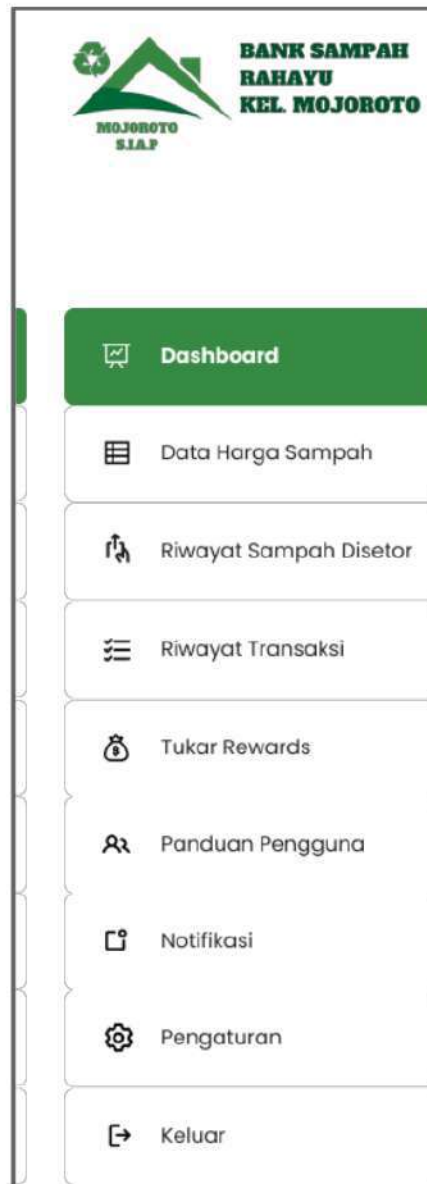 BANK SAMPAH
RAHAYU
KEL. MOJOROTO
MOJOROTO
S.I.A.P
Dashboard
Data Harga Sampah
Riwayat Sampah Disetor
Riwayat Transaksi
Tukar Rewards
Panduan Pengguna
Notifikasi
Pengaturan
Keluar